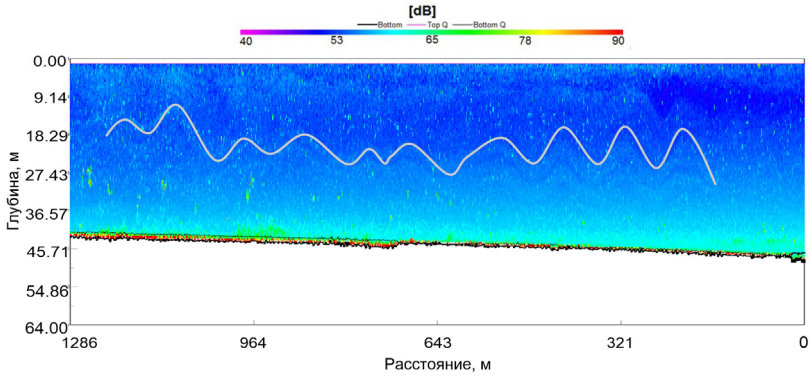 [dB]
Bottom Top Q Bottom Q
40 53 65 78 90
0.00
9.14
18.29
27.43
36.57
45.71
54.86
64.00
Глубина, м
1286 964 643 321 0
Расстояние, м